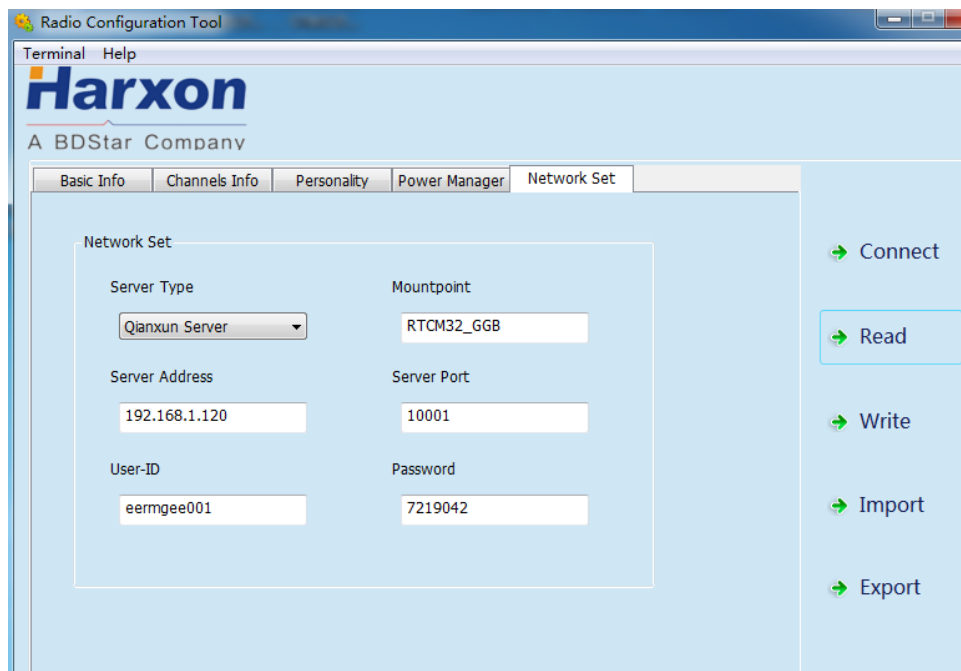 Radio Configuration Tool
Terminal Help
Harxon
A BDStar Company
Basic Info Channels Info Personality Power Manager Network Set
Network Set
Server Type Mountpoint
Qianxun Server RTCM32_GGB
Server Address Server Port
192.168.1.120 10001
User-ID Password
eermgee001 7219042
Connect
Read
Write
Import
Export